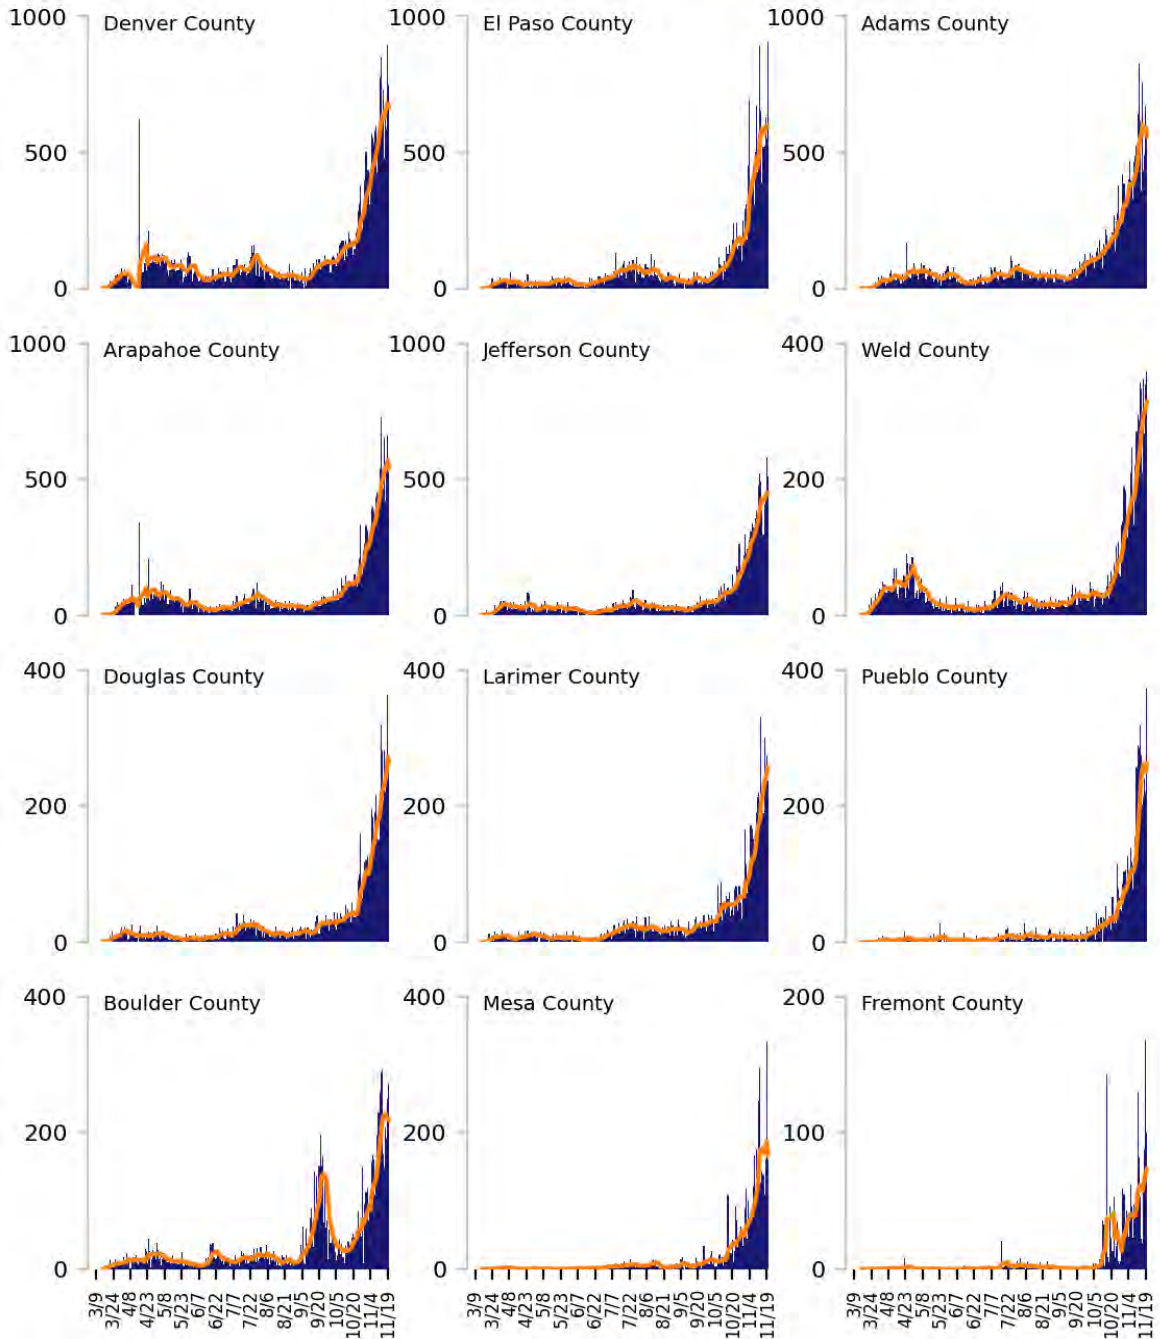 1000 Denver County 1000 El Paso County 1000 Adams County
500 500 500
0 0 0
1000 Arapahoe County 1000 Jefferson County 400 Weld County
500 500 200
0 0 0
400 Douglas County 400 Larimer County 400 Pueblo County
200 200 200
0 0 0
400 Boulder County 400 Mesa County 200 Fremont County
200 200 100
0 0 0
3/9 3/24 4/8 4/23 5/8 5/23 6/7 6/22 7/7 7/22 8/6 8/21 9/5 9/20 10/5 10/20 11/4 11/19 3/9 3/24 4/8 4/23 5/8 5/23 6/7 6/22 7/7 7/22 8/6 8/21 9/5 9/20 10/5 10/20 11/4 11/19 3/9 3/24 4/8 4/23 5/8 5/23 6/7 6/22 7/7 7/22 8/6 8/21 9/5 9/20 10/5 10/20 11/4 11/19